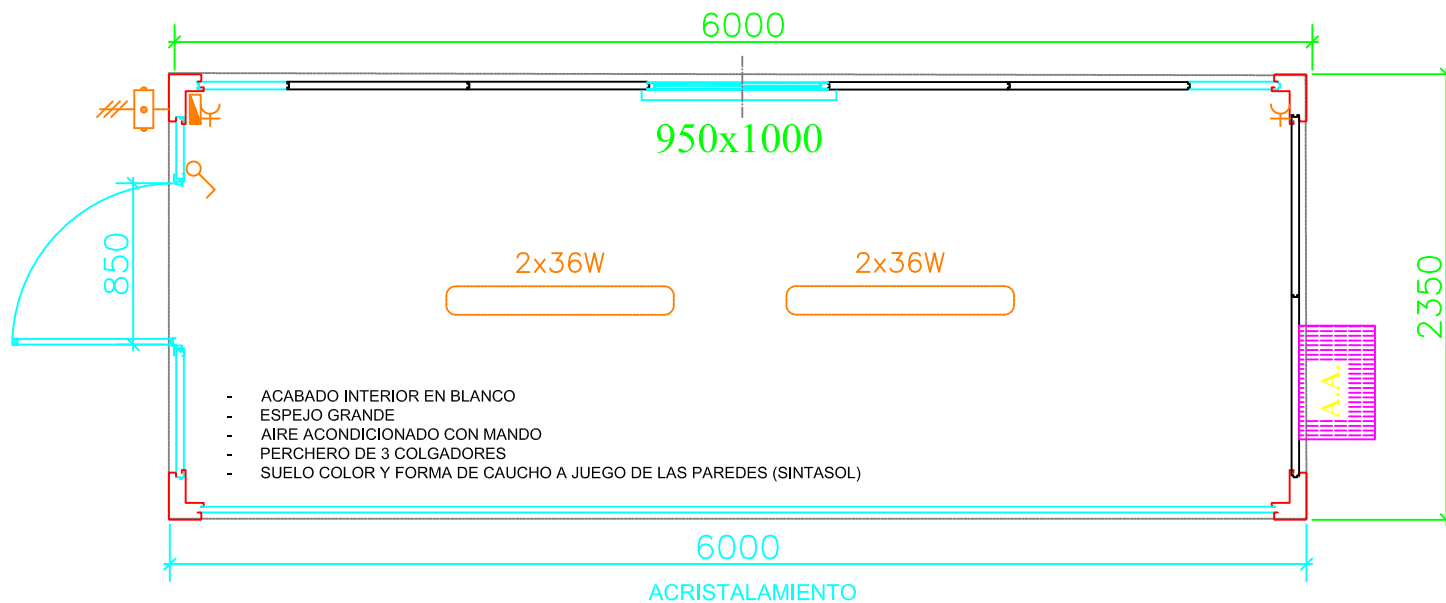 6000
950x1000
850
2x36W
2x36W
2350
A.A.
- ACABADO INTERIOR EN BLANCO
- ESPEJO GRANDE
- AIRE ACONDICIONADO CON MANDO
- PERCHERO DE 3 COLGADORES
- SUELO COLOR Y FORMA DE CAUCHO A JUEGO DE LAS PAREDES (SINTASOL)
6000
ACRISTALAMIENTO